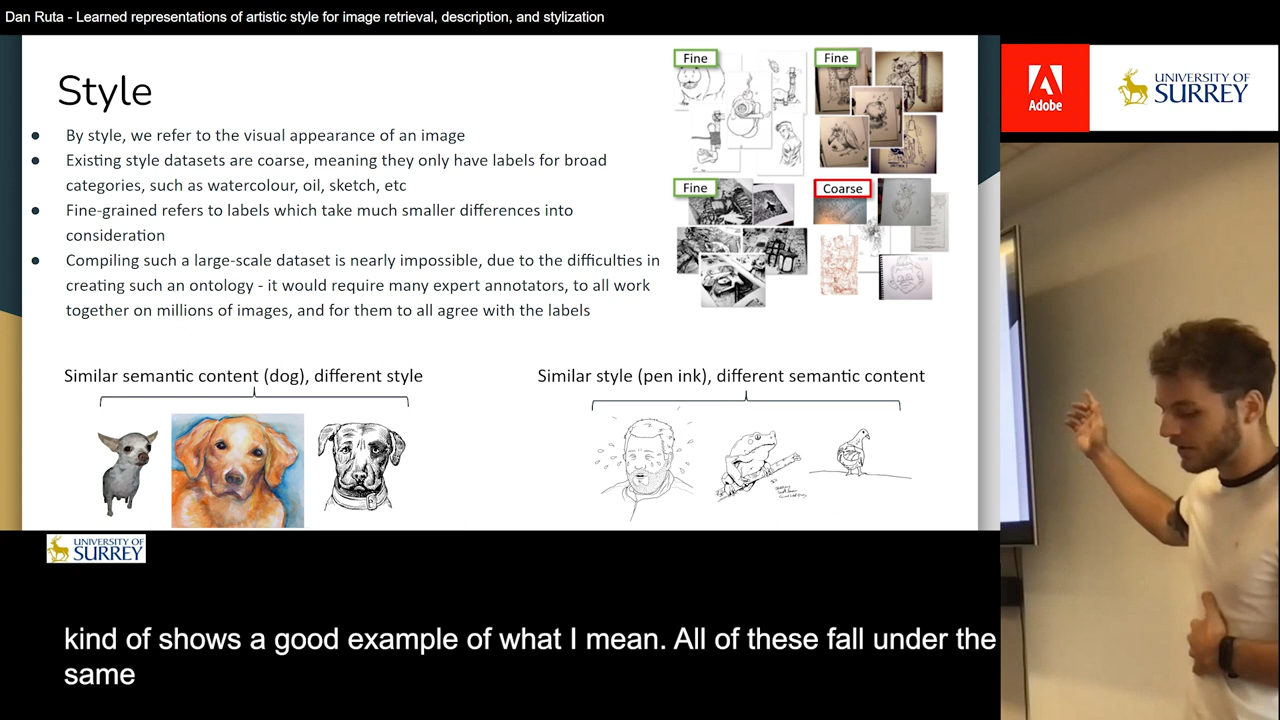 Dan Ruta - Learned representations of artistic style for image retrieval, description, and stylization
Style
● By style, we refer to the visual appearance of an image
● Existing style datasets are coarse, meaning they only have labels for broad
categories, such as watercolour, oil, sketch, etc
● Fine-grained refers to labels which take much smaller differences into
consideration
● Compiling such a large-scale dataset is nearly impossible, due to the difficulties in
creating such an ontology - it would require many expert annotators, to all work
together on millions of images, and for them to all agree with the labels
Fine
Fine
Fine
Coarse
Similar semantic content (dog), different style
Similar style (pen ink), different semantic content
Adobe
UNIVERSITY OF
SURREY
UNIVERSITY OF
SURREY
kind of shows a good example of what I mean. All of these fall under the
same